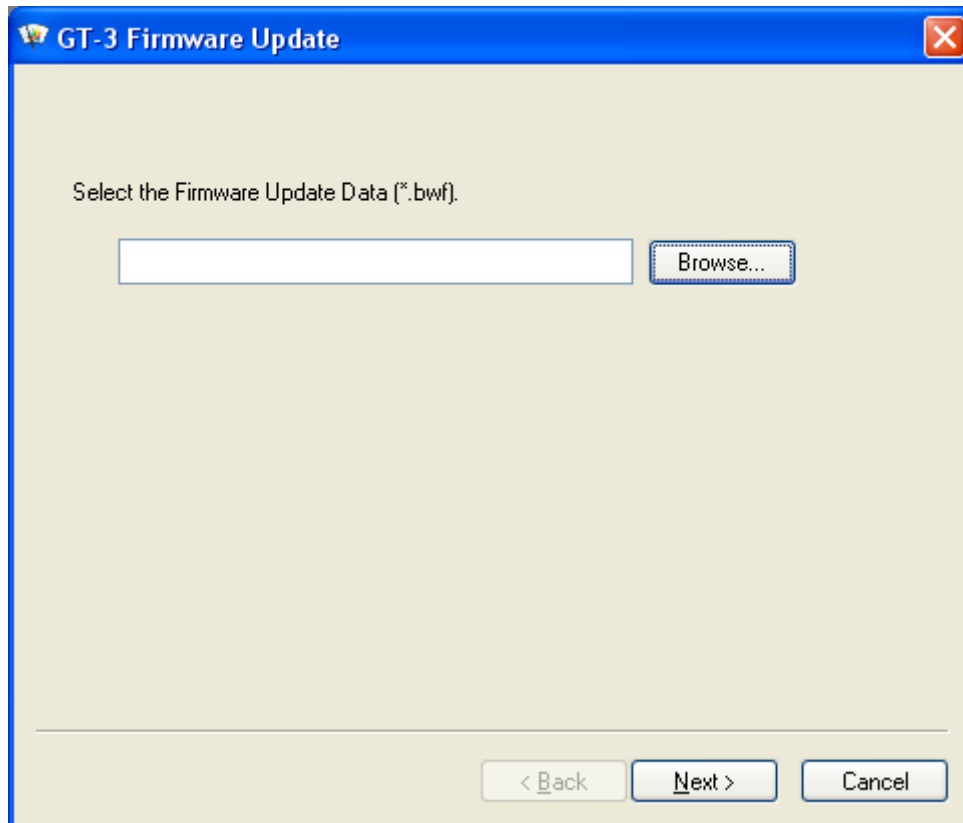 GT-3 Firmware Update
Select the Firmware Update Data (*.bwf).
Browse...
< Back
Next >
Cancel